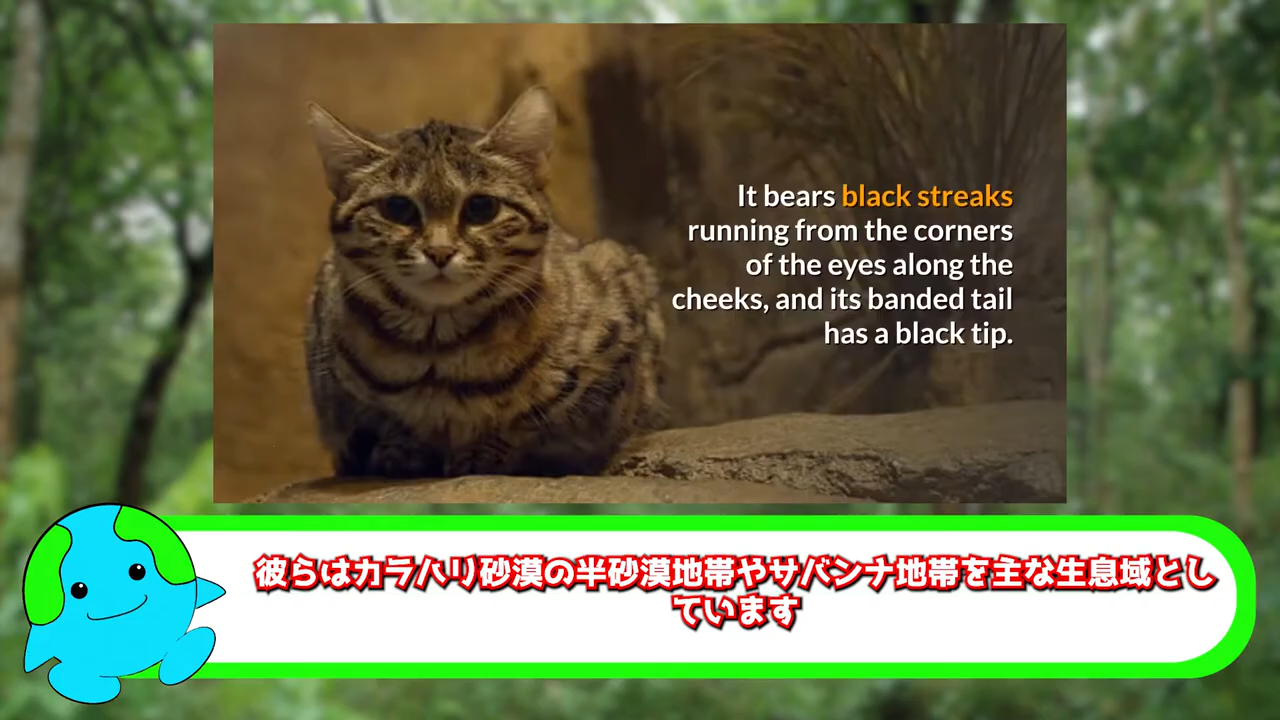 It bears black streaks
running from the corners
of the eyes along the
cheeks, and its banded tail
has a black tip.
彼らはカラハリ砂漠の半砂漠地帯やサバンナ地帯を主な生息域とし
ています